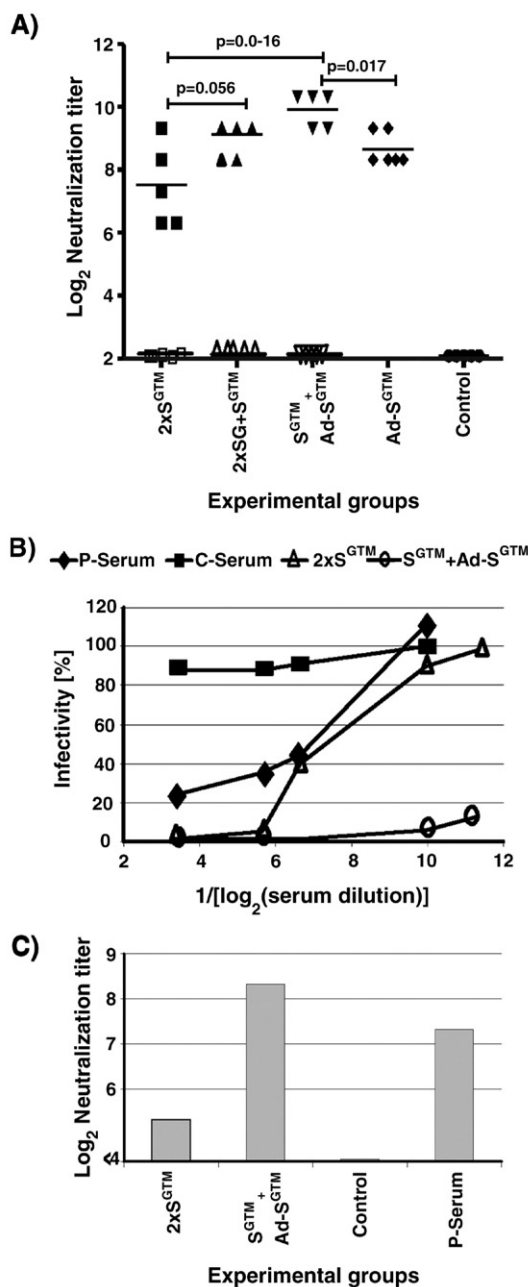 A)
p=0.0-16
p=0.056
p=0.017
Log2 Neutralization titer
12
10
8
6
4
2
2xS^GTM
2xSG+S^GTM
S^GTM +
Ad-S^GTM
Ad-S^GTM
Control
Experimental groups
B)
P-Serum C-Serum 2xS^GTM S^GTM+Ad-S^GTM
Infectivity [%]
120
100
80
60
40
20
0
2 4 6 8 10 12
1/[log2(serum dilution)]
C)
Log2 Neutralization titer
9
8
7
6
<4
2xS^GTM
S^GTM +
Ad-S^GTM
Control
P-Serum
Experimental groups